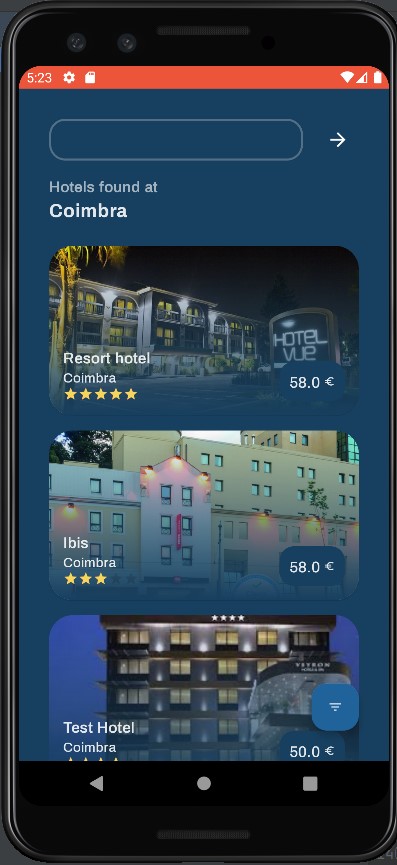 5:23
Hotels found at
Coimbra
HOTEL
VUE
Resort hotel
Coimbra
58.0 €
Ibis
Coimbra
58.0 €
VITRON
Test Hotel
Coimbra
50.0 €